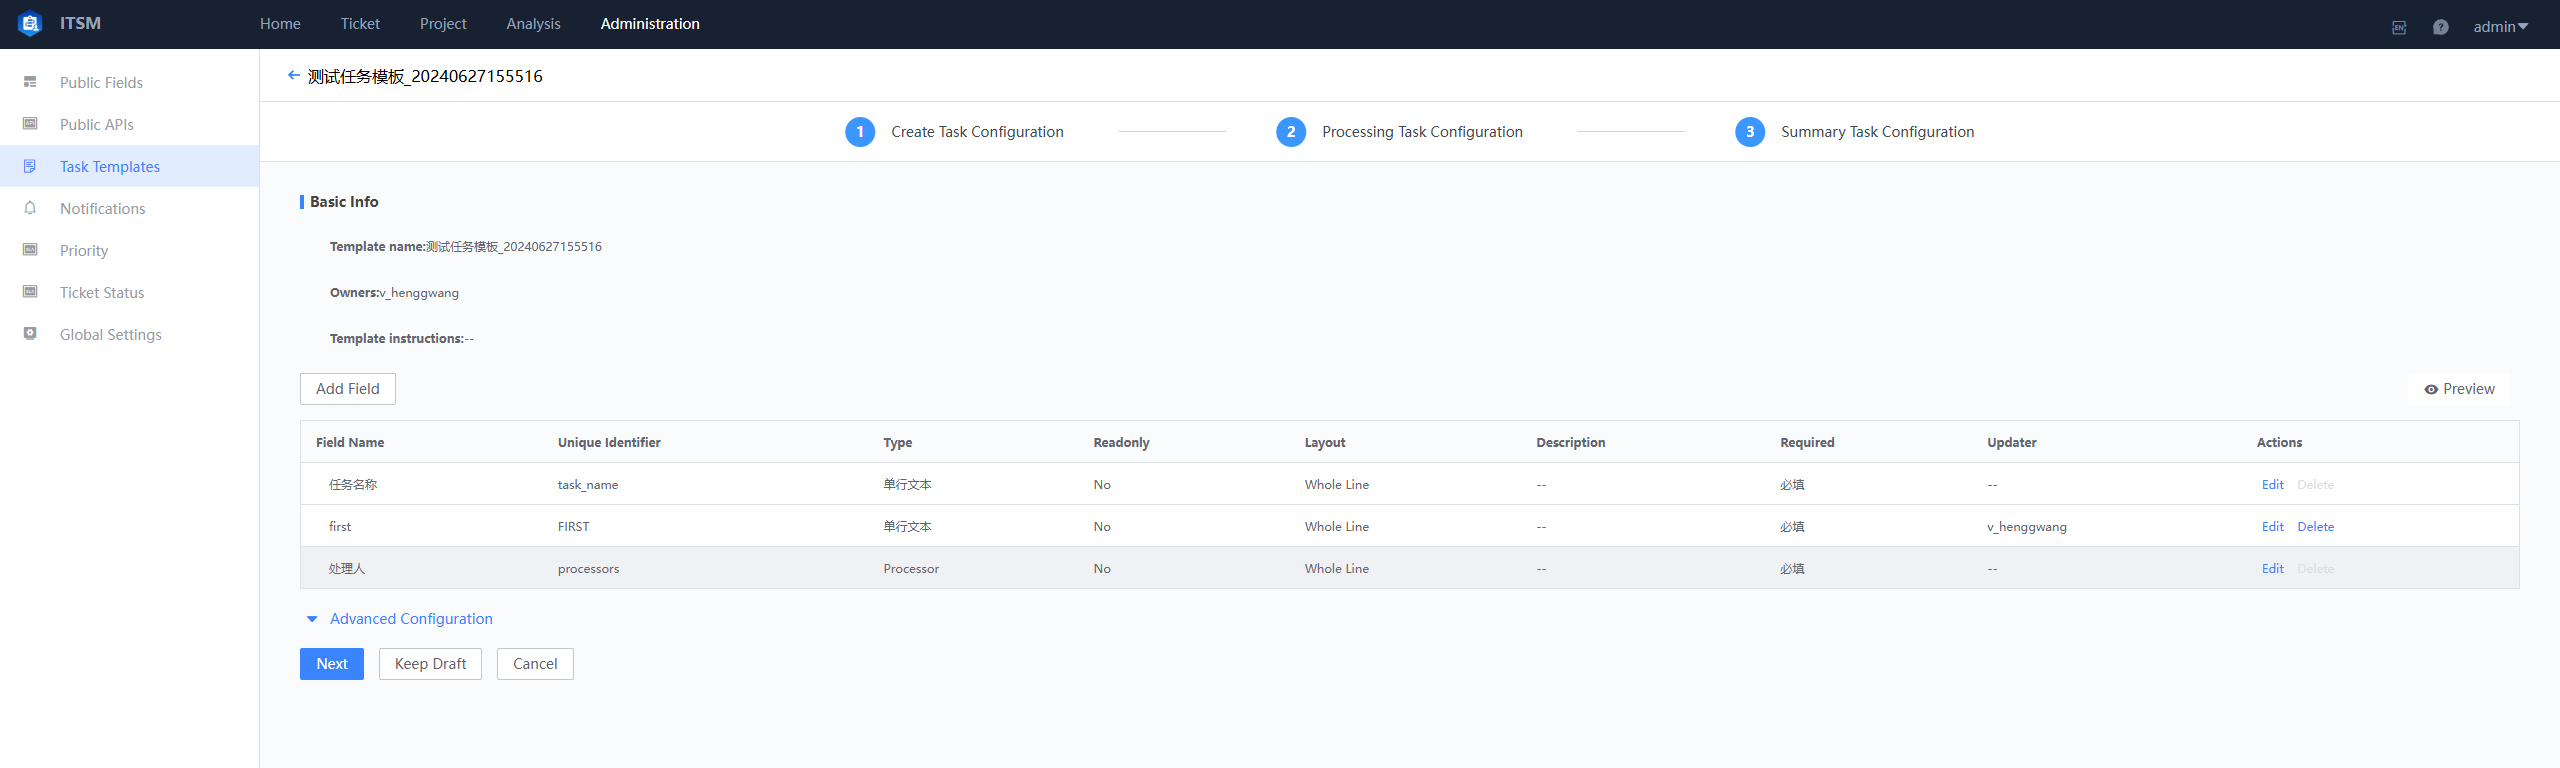 ITSM Home Ticket Project Analysis Administration admin
Public Fields
Public APIs
Task Templates
Notifications
Priority
Ticket Status
Global Settings
测试任务模板_20240627155516
1 Create Task Configuration 2 Processing Task Configuration 3 Summary Task Configuration
Basic Info
Template name:测试任务模板_20240627155516
Owners:v_henggwang
Template instructions:--
Add Field Preview
Field Name Unique Identifier Type Readonly Layout Description Required Updater Actions
任务名称 task_name 单行文本 No Whole Line -- 必填 -- Edit Delete
first FIRST 单行文本 No Whole Line -- 必填 v_henggwang Edit Delete
处理人 processors Processor No Whole Line -- 必填 -- Edit Delete
Advanced Configuration
Next Keep Draft Cancel